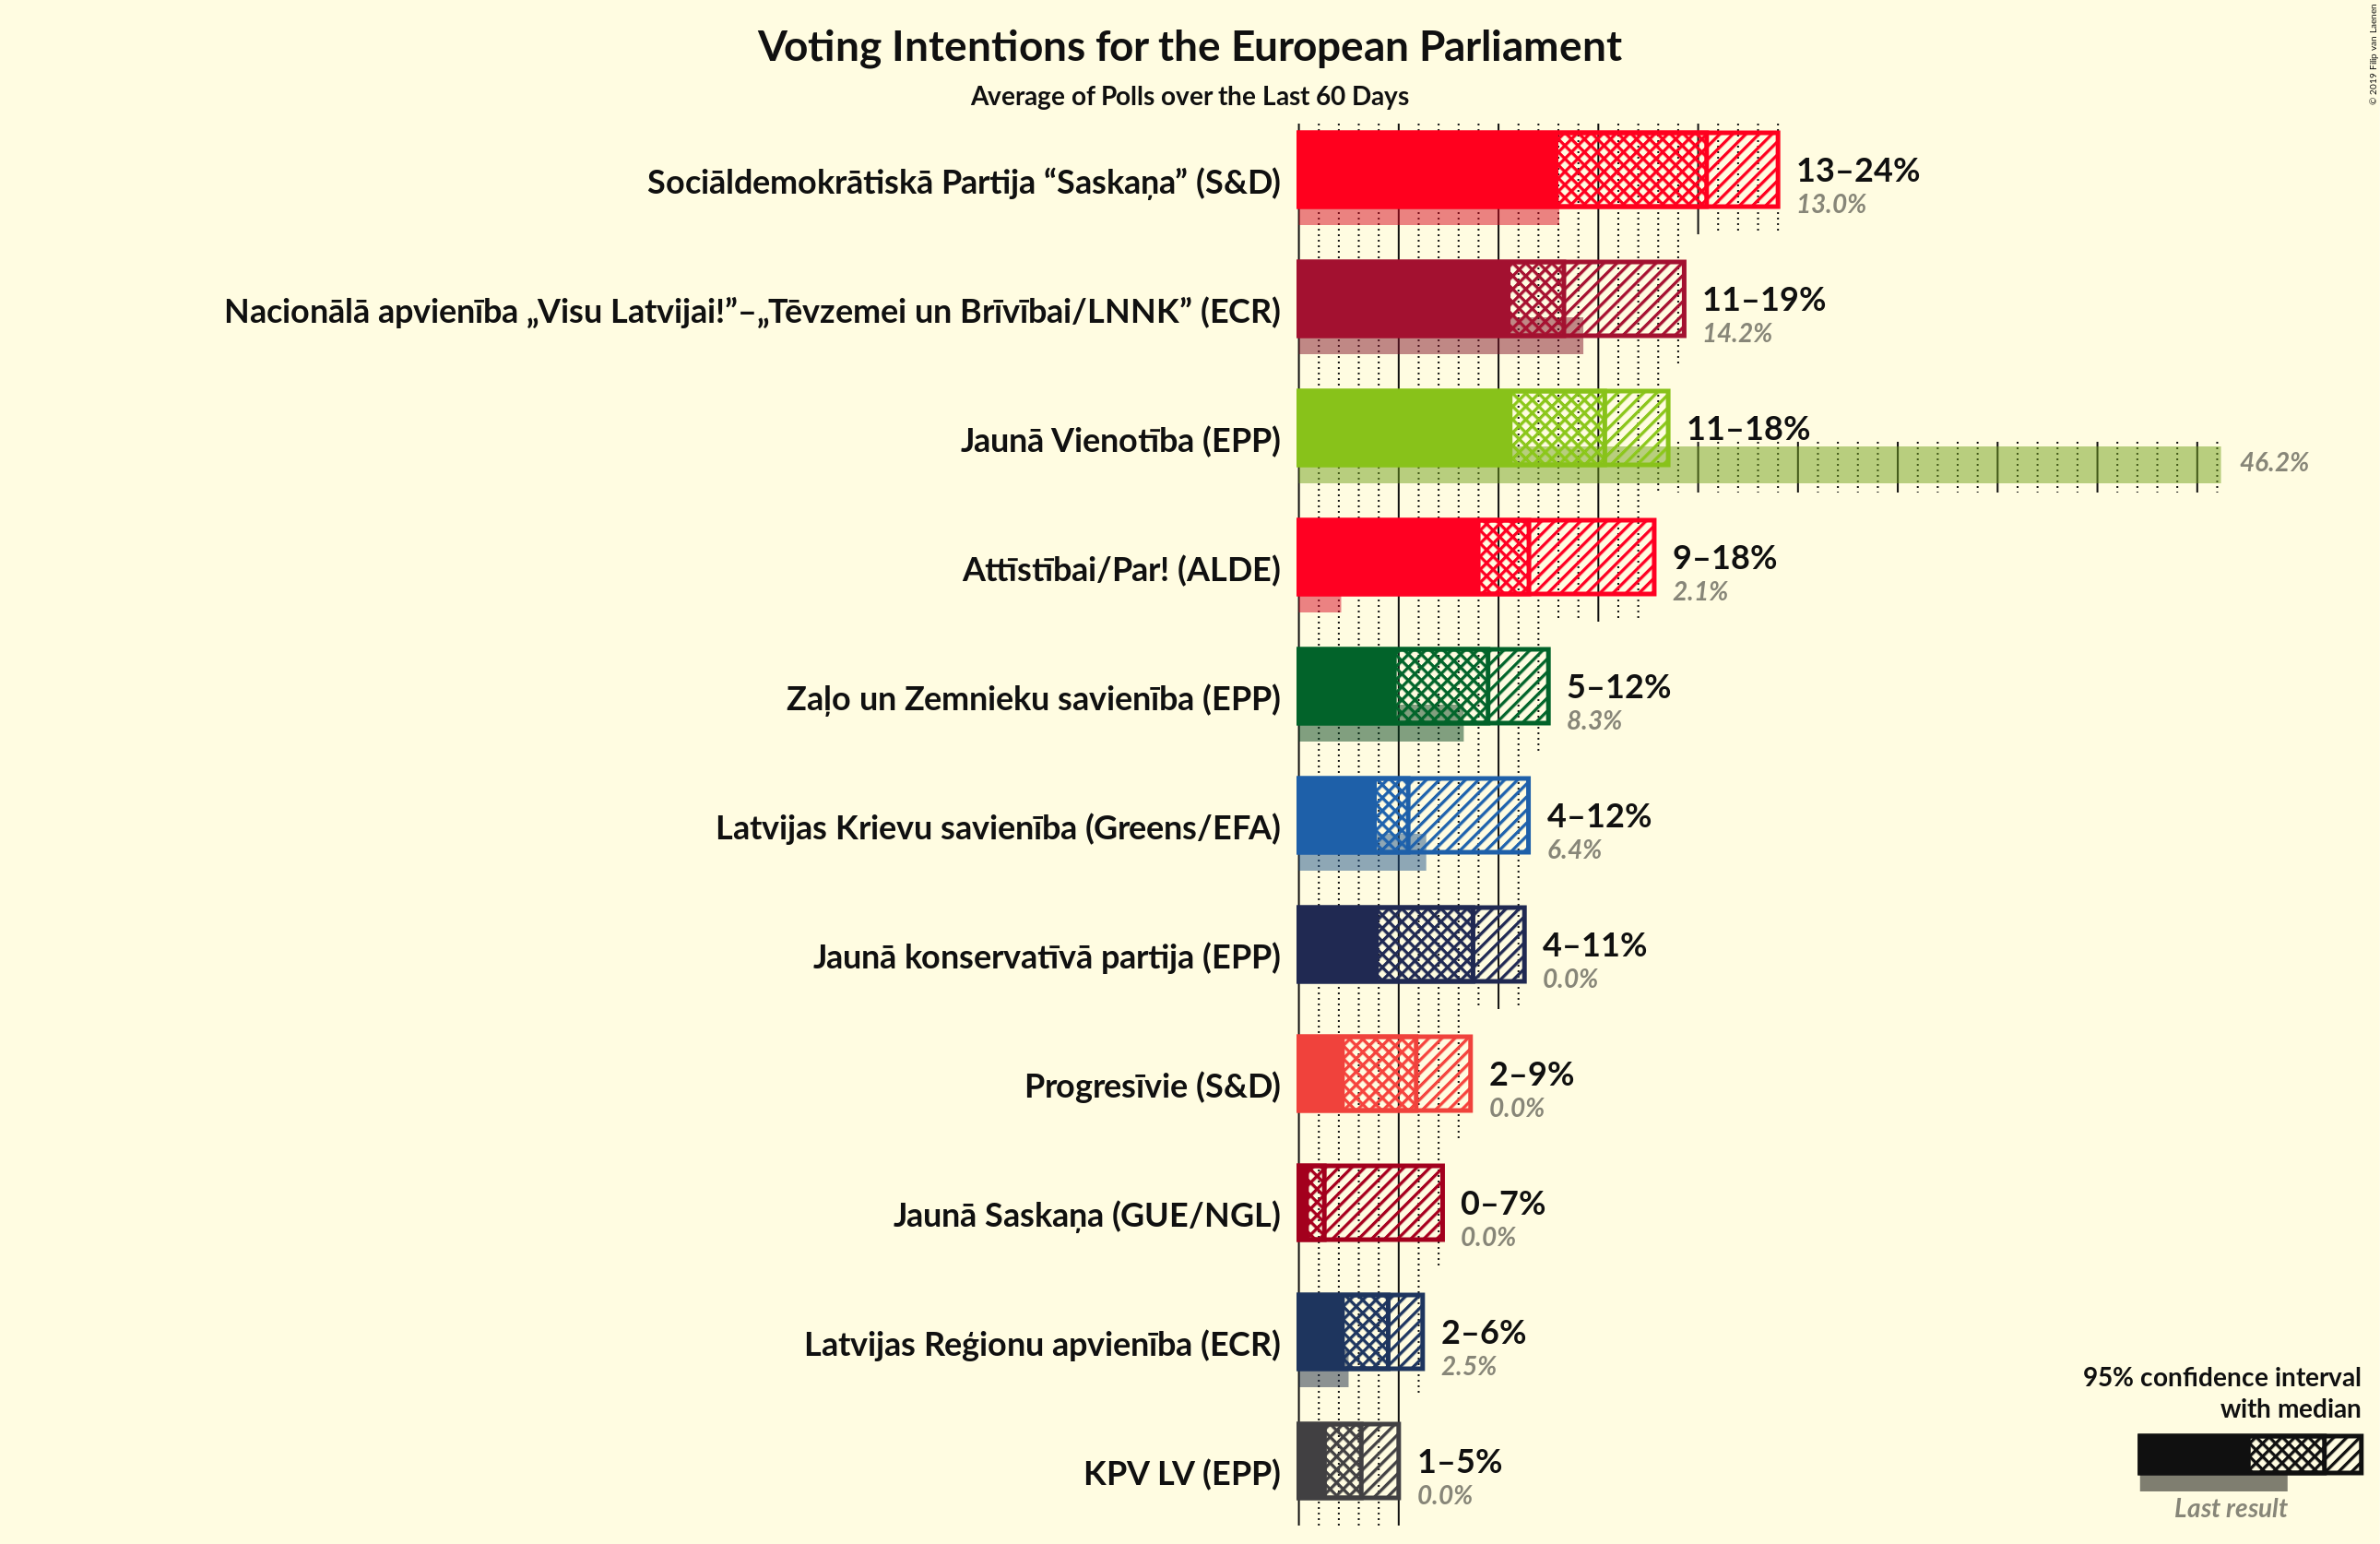 Voting Intentions for the European Parliament
Average of Polls over the Last 60 Days
© 2019 Filip van Laenen
Sociāldemokrātiskā Partija “Saskaņa” (S&D)
13–24%
13.0%
Nacionālā apvienība „Visu Latvijai!”–„Tēvzemei un Brīvībai/LNNK” (ECR)
11–19%
14.2%
Jaunā Vienotība (EPP)
11–18%
46.2%
Attīstībai/Par! (ALDE)
9–18%
2.1%
Zaļo un Zemnieku savienība (EPP)
5–12%
8.3%
Latvijas Krievu savienība (Greens/EFA)
4–12%
6.4%
Jaunā konservatīvā partija (EPP)
4–11%
0.0%
Progresīvie (S&D)
2–9%
0.0%
Jaunā Saskaņa (GUE/NGL)
0–7%
0.0%
Latvijas Reģionu apvienība (ECR)
2–6%
2.5%
KPV LV (EPP)
1–5%
0.0%
95% confidence interval
with median
Last result